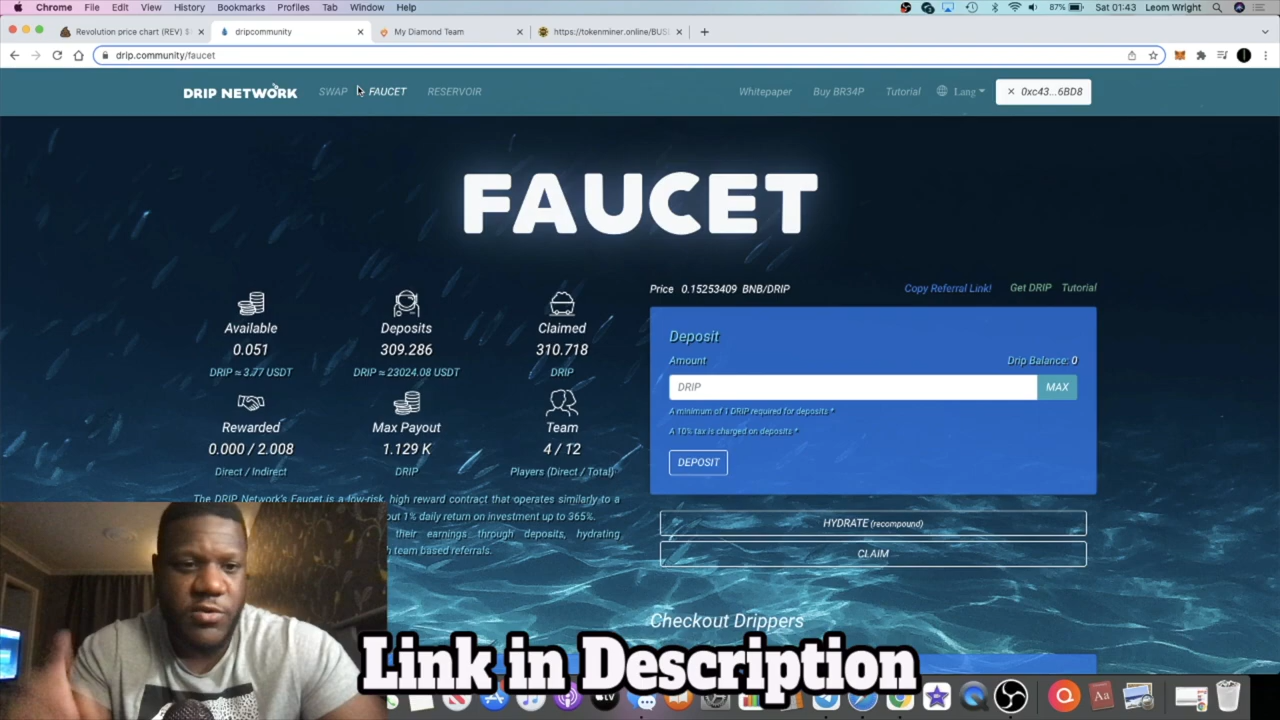 Chrome File Edit View History Bookmarks Profiles Tab Window Help 87% Sat 01:43 Leom Wright
Revolution price chart (REV) $ dripcommunity My Diamond Team https://tokenminer.online/BUS
drip.community/faucet
DRIP NETWORK SWAP FAUCET RESERVOIR Whitepaper Buy BR34P Tutorial Lang 0xc43...6BD8
FAUCET
Price 0.15253409 BNB/DRIP Copy Referral Link! Get DRIP Tutorial
Available Deposits Claimed
0.051 309.286 310.718
DRIP ≈ 3.77 USDT DRIP ≈ 23024.08 USDT DRIP
Rewarded Max Payout Team
0.000 / 2.008 1.129 K 4 / 12
Direct / Indirect DRIP Players (Direct / Total)
Deposit
Amount Drip Balance: 0
DRIP MAX
A minimum of 1 DRIP required for deposits *
A 10% tax is charged on deposits *
DEPOSIT
The DRIP Network's Faucet is a low-risk, high reward contract that operates similarly to a
out 1% daily return on investment up to 365%.
their earnings through deposits, hydrating
team based referrals.
HYDRATE (recompound)
CLAIM
Checkout Drippers
Link in Description